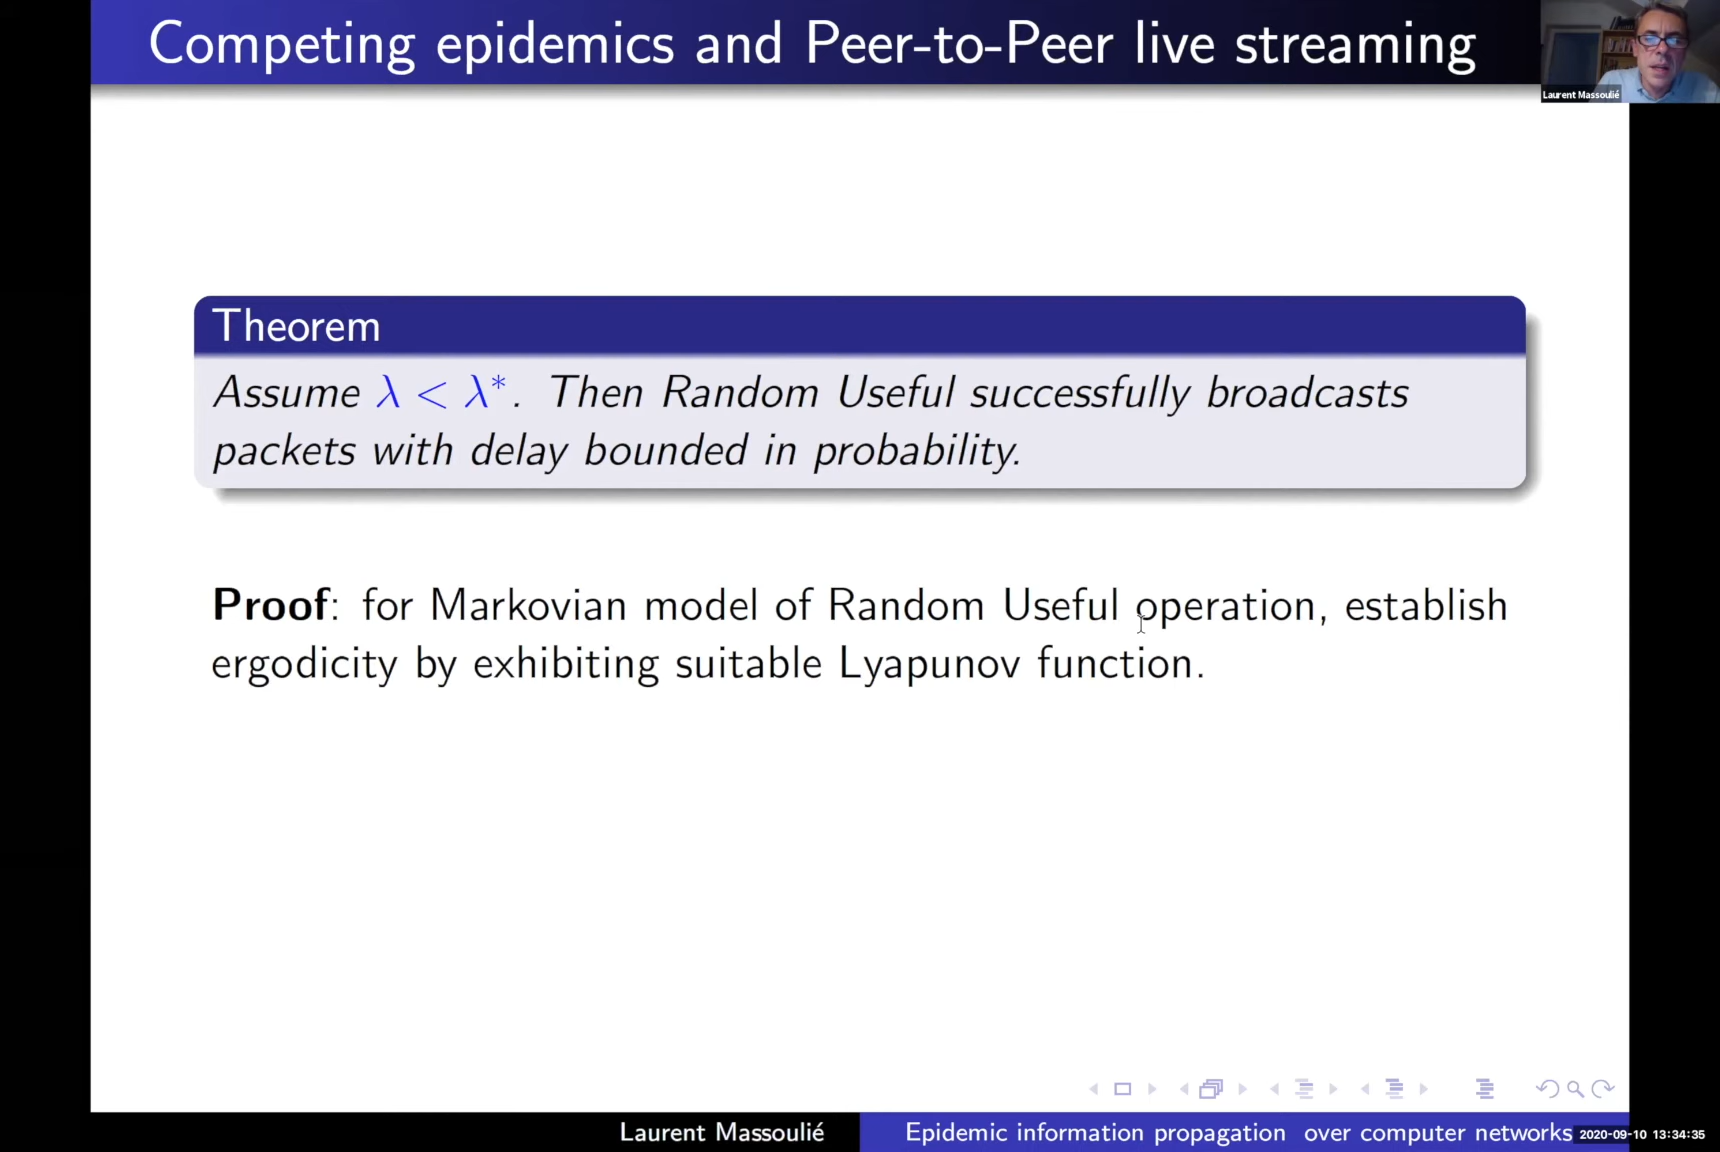 Competing epidemics and Peer-to-Peer live streaming
Laurent Massoulié
Theorem
Assume λ < λ*. Then Random Useful successfully broadcasts
packets with delay bounded in probability.
Proof: for Markovian model of Random Useful operation, establish
ergodicity by exhibiting suitable Lyapunov function.
Laurent Massoulié
Epidemic information propagation over computer networks
2020-09-10 13:34:35